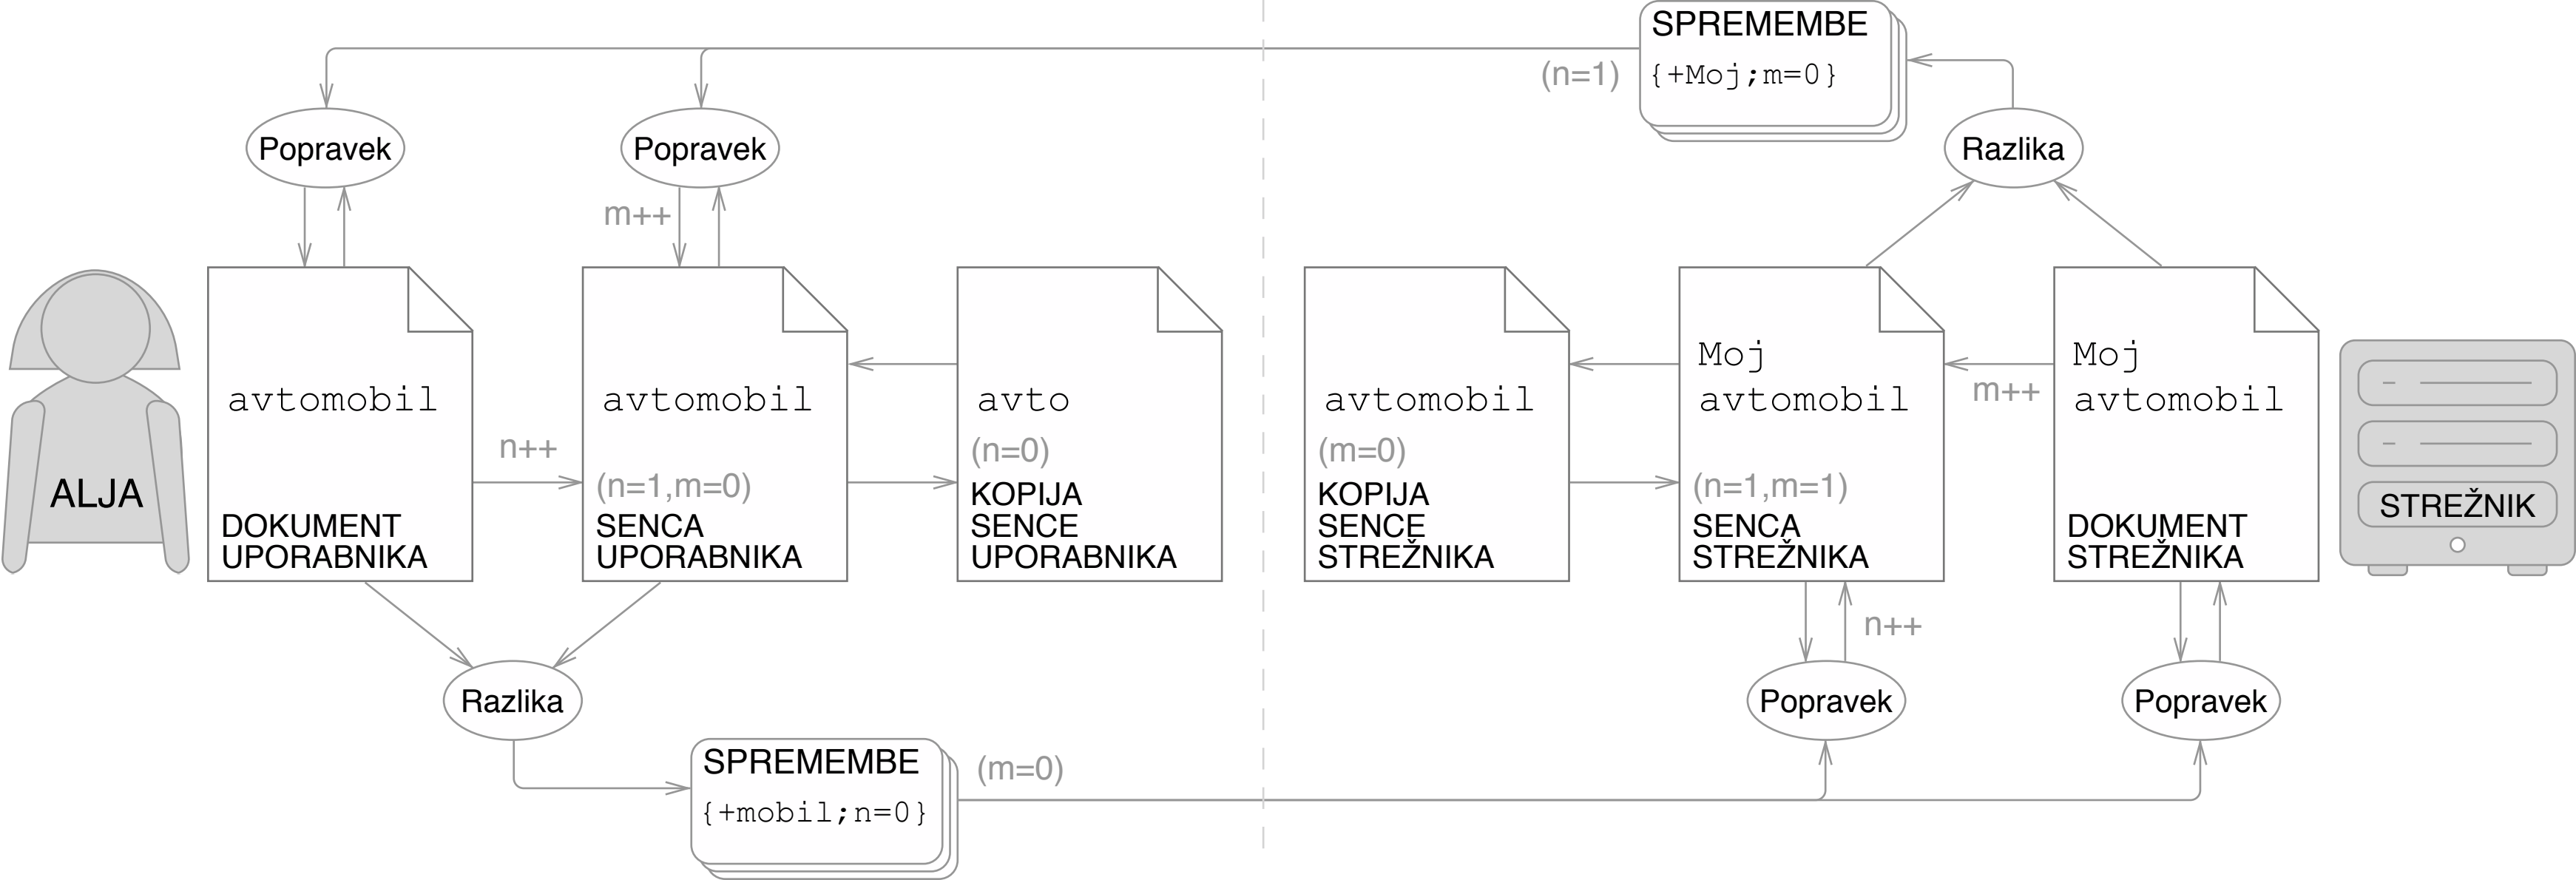 SPREMEMBE
{+Moj;m=0}
(n=1)
Popravek
Popravek
Razlika
m++
ALJA
avtomobil
DOKUMENT
UPORABNIKA
n++
avtomobil
(n=1,m=0)
SENCA
UPORABNIKA
avto
(n=0)
KOPIJA
SENCE
UPORABNIKA
avtomobil
(m=0)
KOPIJA
SENCE
STREŽNIKA
Moj
avtomobil
(n=1,m=1)
SENCA
STREŽNIKA
m++
Moj
avtomobil
DOKUMENT
STREŽNIKA
STREŽNIK
n++
Razlika
Popravek
Popravek
SPREMEMBE
{+mobil;n=0}
(m=0)